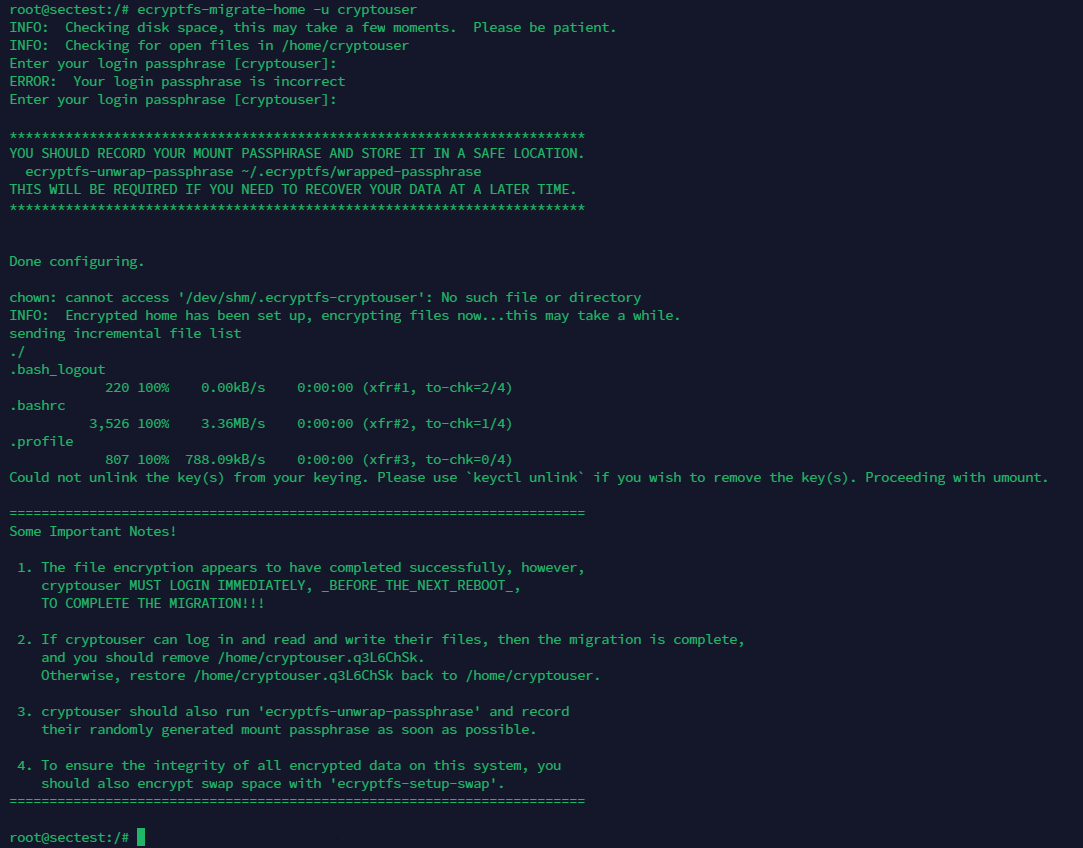 root@sectest:/# ecryptfs-migrate-home -u cryptouser
INFO:  Checking disk space, this may take a few moments.  Please be patient.
INFO:  Checking for open files in /home/cryptouser
Enter your login passphrase [cryptouser]:
ERROR:  Your login passphrase is incorrect
Enter your login passphrase [cryptouser]:
************************************************************************
YOU SHOULD RECORD YOUR MOUNT PASSPHRASE AND STORE IT IN A SAFE LOCATION.
  ecryptfs-unwrap-passphrase ~/.ecryptfs/wrapped-passphrase
THIS WILL BE REQUIRED IF YOU NEED TO RECOVER YOUR DATA AT A LATER TIME.
************************************************************************
Done configuring.
chown: cannot access '/dev/shm/.ecryptfs-cryptouser': No such file or directory
INFO:  Encrypted home has been set up, encrypting files now...this may take a while.
sending incremental file list
./
.bash_logout
            220 100%    0.00kB/s    0:00:00 (xfr#1, to-chk=2/4)
.bashrc
          3,526 100%    3.36MB/s    0:00:00 (xfr#2, to-chk=1/4)
.profile
            807 100%  788.09kB/s    0:00:00 (xfr#3, to-chk=0/4)
Could not unlink the key(s) from your keying. Please use `keyctl unlink` if you wish to remove the key(s). Proceeding with umount.
========================================================================
Some Important Notes!
 1. The file encryption appears to have completed successfully, however,
    cryptouser MUST LOGIN IMMEDIATELY, _BEFORE_THE_NEXT_REBOOT_,
    TO COMPLETE THE MIGRATION!!!
 2. If cryptouser can log in and read and write their files, then the migration is complete,
    and you should remove /home/cryptouser.q3L6ChSk.
    Otherwise, restore /home/cryptouser.q3L6ChSk back to /home/cryptouser.
 3. cryptouser should also run 'ecryptfs-unwrap-passphrase' and record
    their randomly generated mount passphrase as soon as possible.
 4. To ensure the integrity of all encrypted data on this system, you
    should also encrypt swap space with 'ecryptfs-setup-swap'.
========================================================================
root@sectest:/#